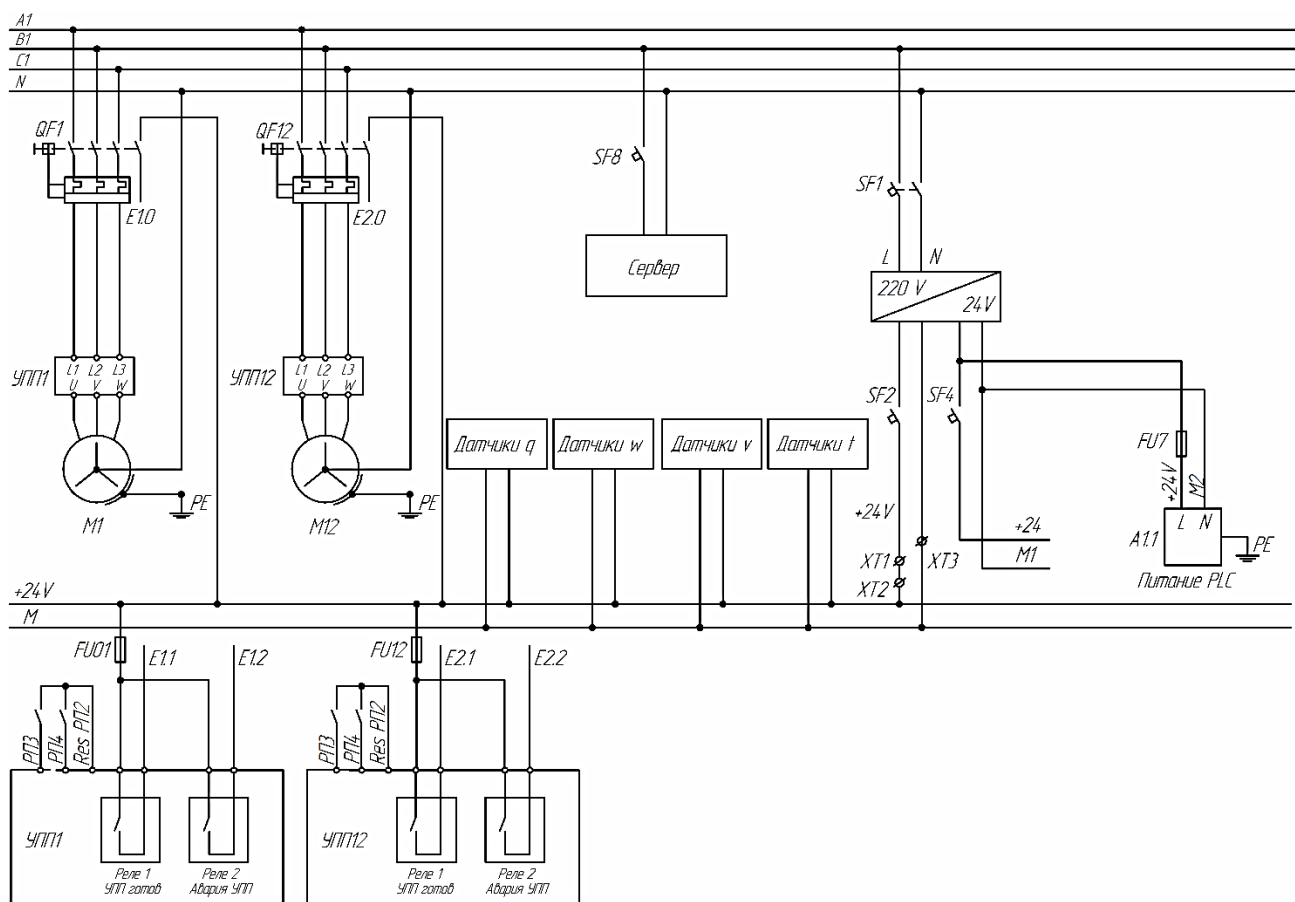 A1
B1
C1
N
QF1
QF12
SF8
SF1
E1.0
E2.0
Сервер
L N
220 V
24V
УПП1
L1 L2 L3
U V W
УПП12
L1 L2 L3
U V W
SF2
SF4
Датчики q
Датчики w
Датчики v
Датчики t
FU7
+24V
M2
PE
PE
M1
M12
+24V
+24
M1
A1.1
L N
PE
XT1
XT3
XT2
Питание PLC
+24V
M
FU01
E1.1
E1.2
FU12
E2.1
E2.2
РП3
РП4
Res РП2
РП3
РП4
Res РП2
УПП1
УПП12
Реле 1
УПП готов
Реле 2
Авария УПП
Реле 1
УПП готов
Реле 2
Авария УПП